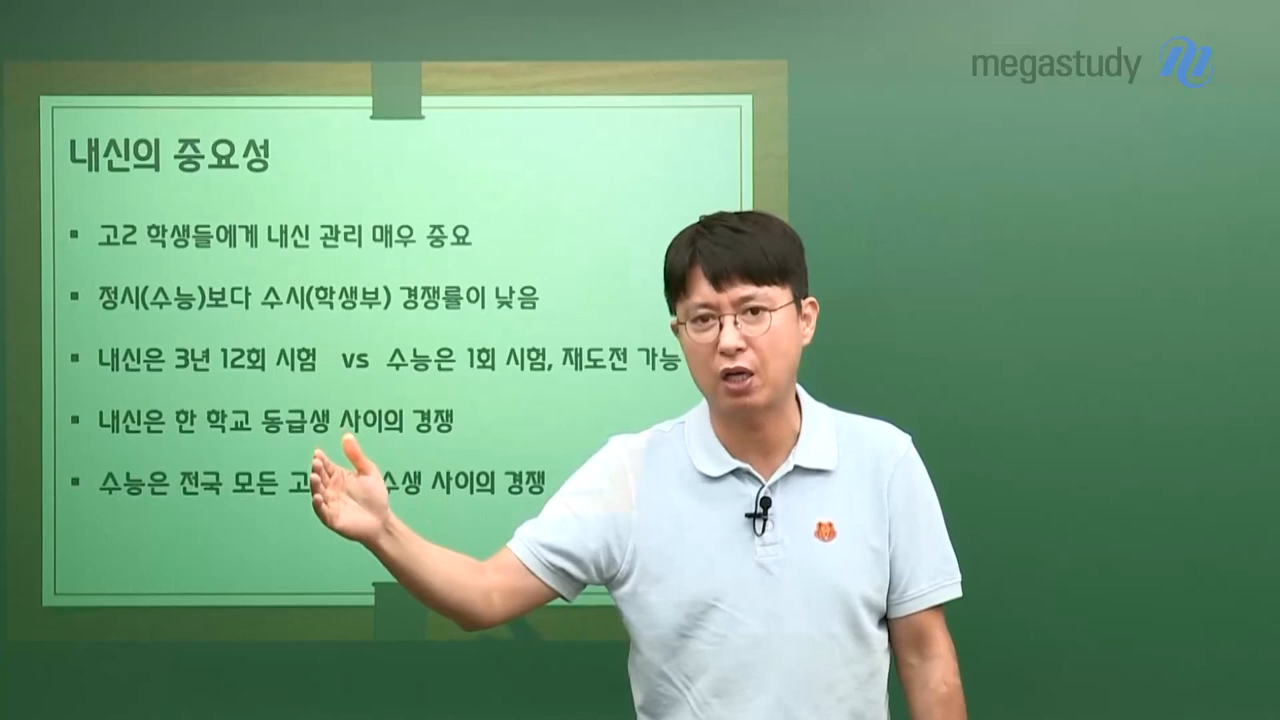 megastudy
내신의 중요성
▪ 고2 학생들에게 내신 관리 매우 중요
▪ 정시(수능)보다 수시(학생부) 경쟁률이 낮음
▪ 내신은 3년 12회 시험 vs 수능은 1회 시험, 재도전 가능
▪ 내신은 한 학교 동급생 사이의 경쟁
▪ 수능은 전국 모든 사이의 경쟁